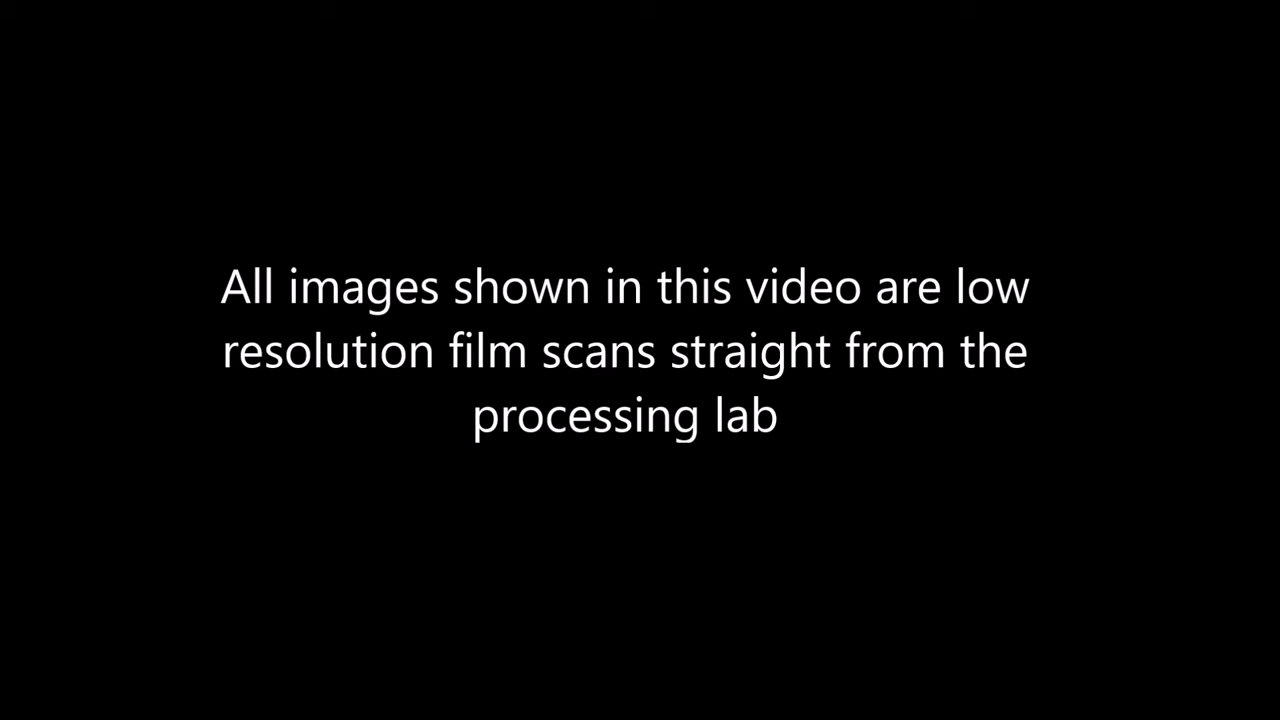 All images shown in this video are low
resolution film scans straight from the
processing lab